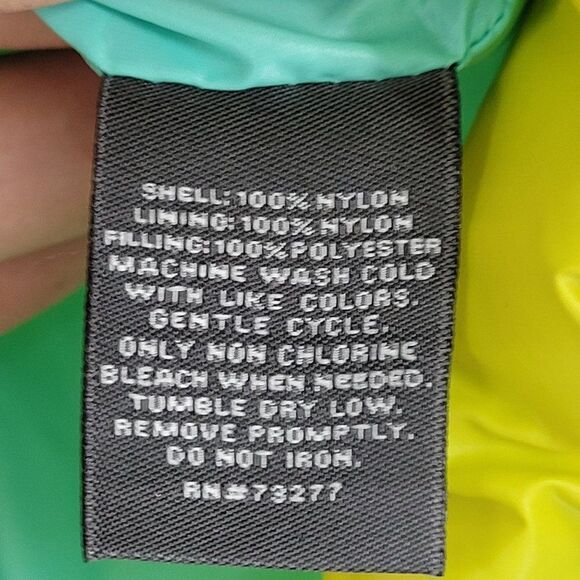 SHELL: 100% NYLON
LINING: 100% NYLON
FILLING: 100% POLYESTER
MACHINE WASH COLD
WITH LIKE COLORS.
GENTLE CYCLE.
ONLY NON CHLORINE
BLEACH WHEN NEEDED.
TUMBLE DRY LOW.
REMOVE PROMPTLY.
DO NOT IRON.
RN#73277